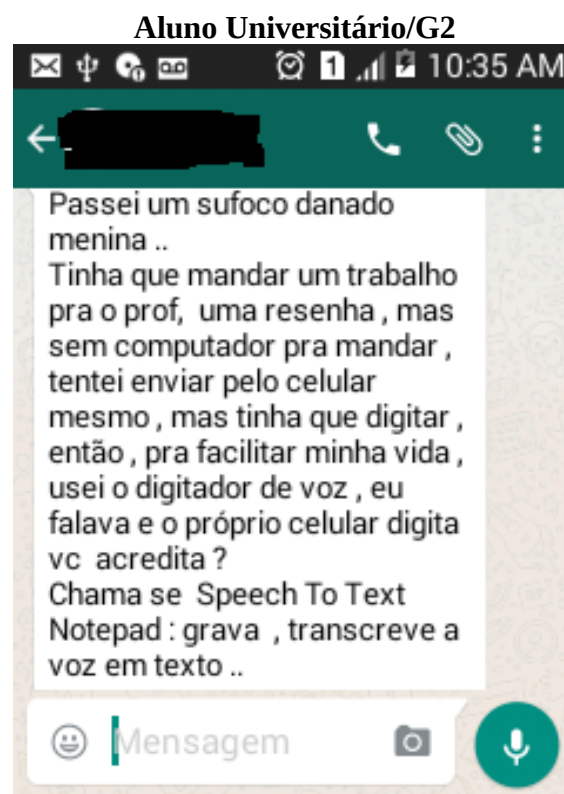 Aluno Universitário/G2
1 10:35 AM
Passei um sufoco danado
menina ..
Tinha que mandar um trabalho
pra o prof, uma resenha , mas
sem computador pra mandar ,
tentei enviar pelo celular
mesmo , mas tinha que digitar ,
então , pra facilitar minha vida ,
usei o digitador de voz , eu
falava e o próprio celular digita
vc acredita ?
Chama se Speech To Text
Notepad : grava , transcreve a
voz em texto ..
Mensagem